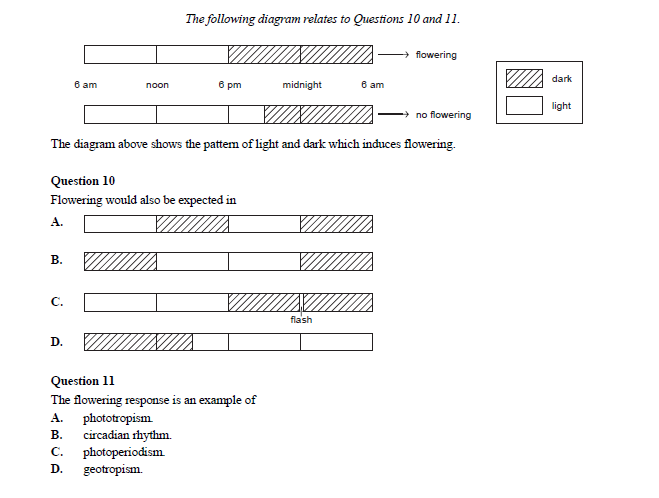 The following diagram relates to Questions 10 and 11.
flowering
6 am noon 6 pm midnight 6 am
no flowering
dark
light
The diagram above shows the pattern of light and dark which induces flowering.
Question 10
Flowering would also be expected in
A.
B.
C.
flash
D.
Question 11
The flowering response is an example of
A. phototropism.
B. circadian rhythm.
C. photoperiodism.
D. geotropism.